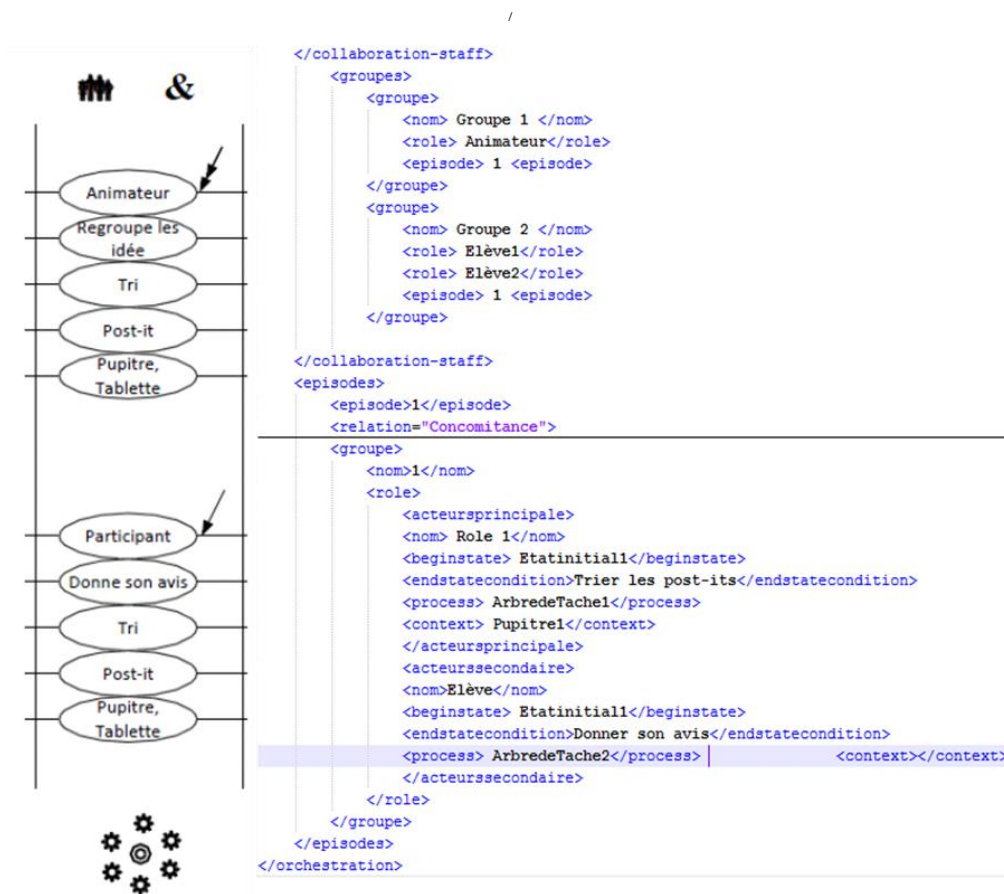 /
&
Animateur
Regroupe les
idée
Tri
Post-it
Pupitre,
Tablette
Participant
Donne son avis
Tri
Post-it
Pupitre,
Tablette
</collaboration-staff>
<groupes>
<groupe>
<nom> Groupe 1 </nom>
<role> Animateur</role>
<episode> 1 <episode>
</groupe>
<groupe>
<nom> Groupe 2 </nom>
<role> Elève1</role>
<role> Elève2</role>
<episode> 1 <episode>
</groupe>
</collaboration-staff>
<episodes>
<episode>1</episode>
<relation="Concomitance">
<groupe>
<nom>1</nom>
<role>
<acteursprincipale>
<nom> Role 1</nom>
<beginstate> Etatinitial1</beginstate>
<endstatecondition>Trier les post-its</endstatecondition>
<process> ArbredeTache1</process>
<context> Pupitre1</context>
</acteursprincipale>
<acteurssecondaire>
<nom>Elève</nom>
<beginstate> Etatinitial1</beginstate>
<endstatecondition>Donner son avis</endstatecondition>
<process> ArbredeTache2</process> <context></context>
</acteurssecondaire>
</role>
</groupe>
</episodes>
</orchestration>